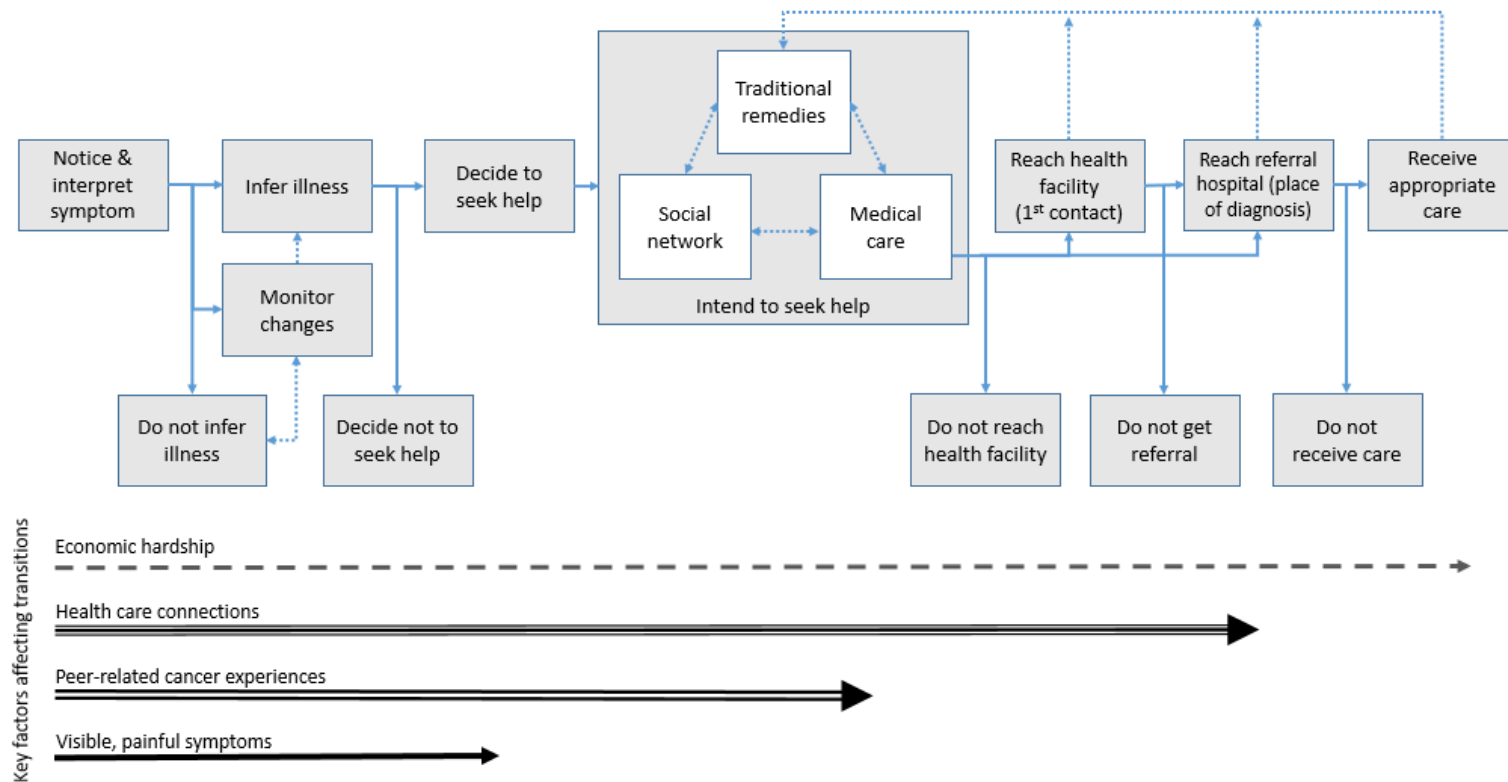 Notice &
interpret
symptom
Infer illness
Monitor
changes
Do not infer
illness
Decide not to
seek help
Decide to
seek help
Traditional
remedies
Social
network
Medical
care
Intend to seek help
Reach health
facility
(1st contact)
Reach referral
hospital (place
of diagnosis)
Receive
appropriate
care
Do not reach
health facility
Do not get
referral
Do not
receive care
Key factors affecting transitions
Economic hardship
Health care connections
Peer-related cancer experiences
Visible, painful symptoms